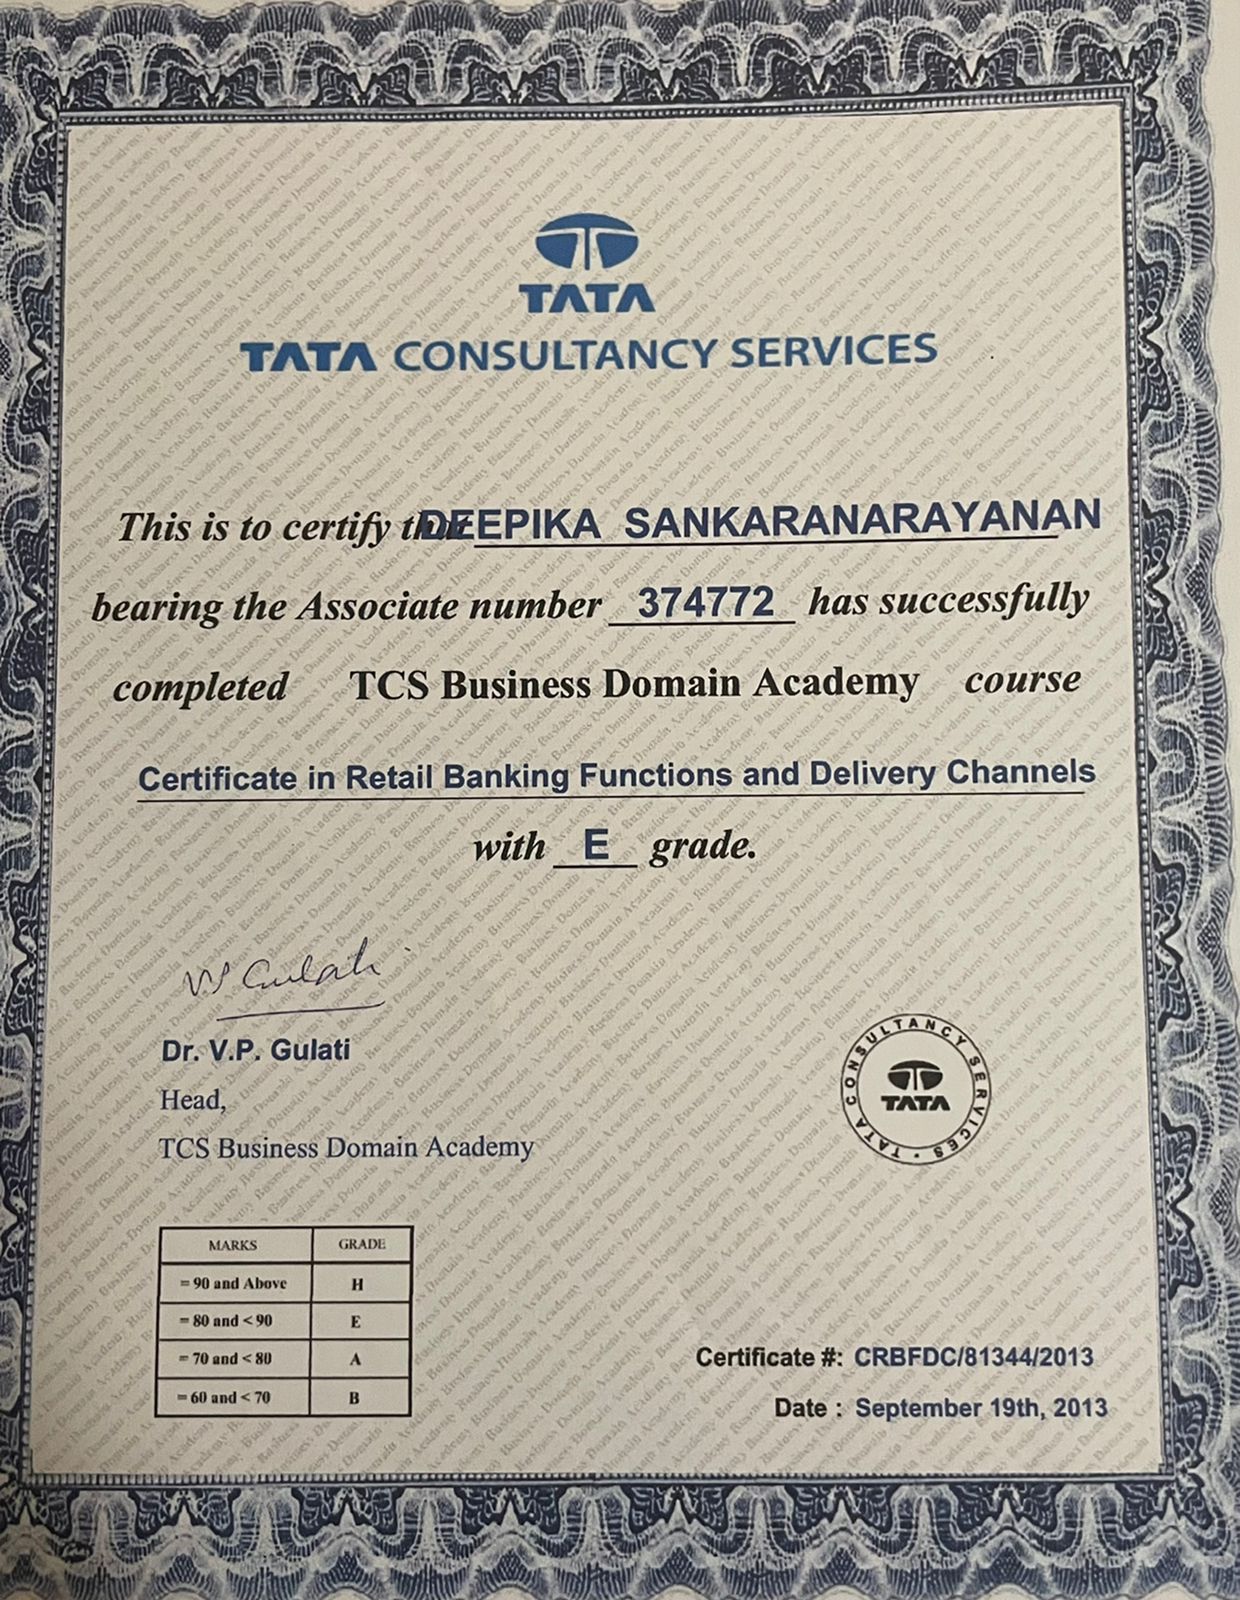 TATA
TATA CONSULTANCY SERVICES
This is to certify that DEEPIKA SANKARANARAYANAN
bearing the Associate number 374772 has successfully
completed TCS Business Domain Academy course
Certificate in Retail Banking Functions and Delivery Channels
with E grade.
VP Gulati
Dr. V.P. Gulati
Head,
TCS Business Domain Academy
TATA CONSULTANCY SERVICES
TATA
MARKS GRADE
= 90 and Above H
= 80 and < 90 E
= 70 and < 80 A
= 60 and < 70 B
Certificate #: CRBFDC/81344/2013
Date : September 19th, 2013